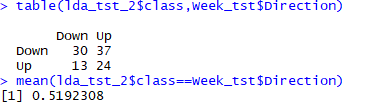 > table(lda_tst_2$class,Week_tst$Direction)
Down Up
Down 30 37
Up 13 24
> mean(lda_tst_2$class==Week_tst$Direction)
[1] 0.5192308